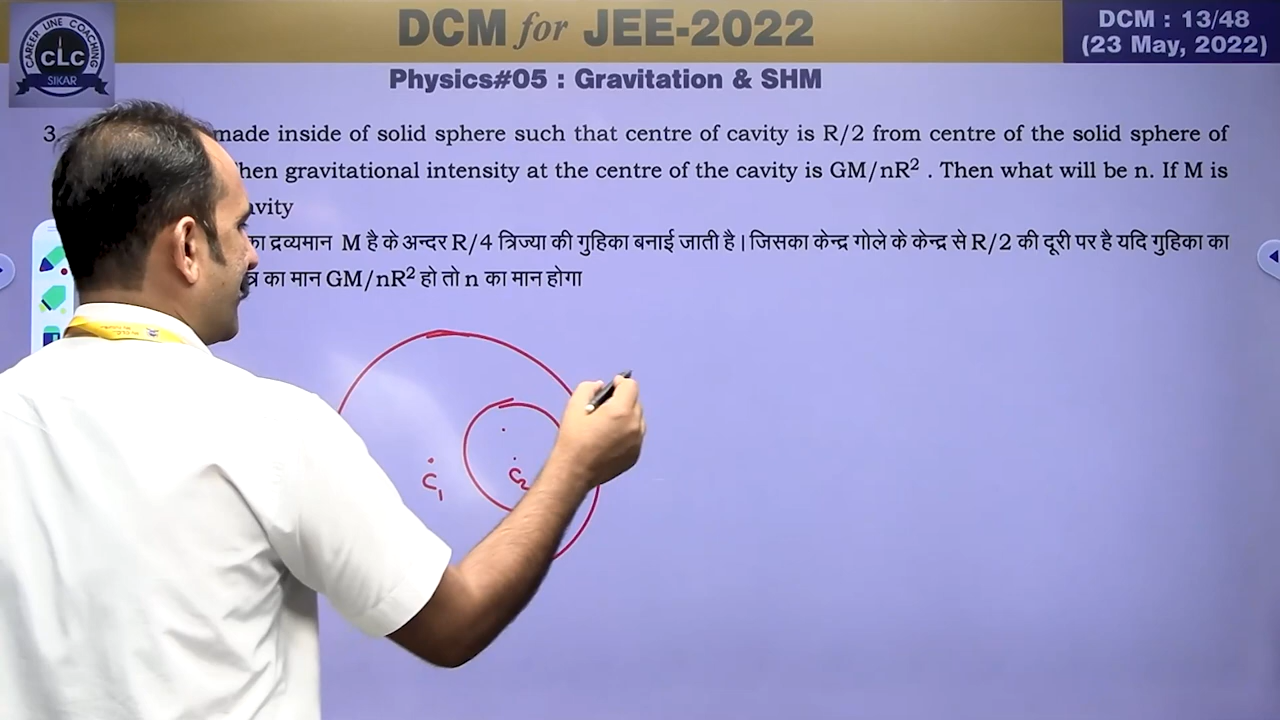 CAREER LINE COACHING
CLC
SIKAR
DCM for JEE-2022
DCM : 13/48
(23 May, 2022)
Physics#05 : Gravitation & SHM
3. made inside of solid sphere such that centre of cavity is R/2 from centre of the solid sphere of
gravitational intensity at the centre of the cavity is GM/nR² . Then what will be n. If M is
द्रव्यमान M है के अन्दर R/4 त्रिज्या की गुहिका बनाई जाती है। जिसका केन्द्र गोले के केन्द्र से R/2 की दूरी पर है यदि गुहिका का
का मान GM/nR² हो तो n का मान होगा
C₁
C₂